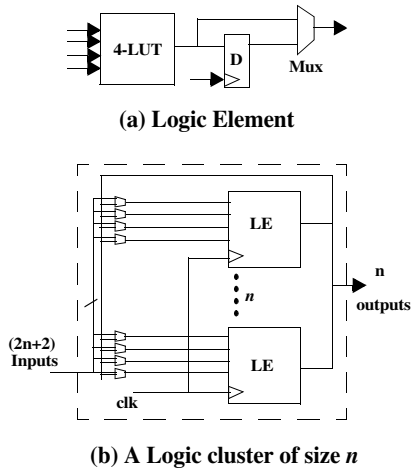 4-LUT
D
Mux
(a) Logic Element
LE
n
n
outputs
(2n+2)
Inputs
LE
clk
(b) A Logic cluster of size n